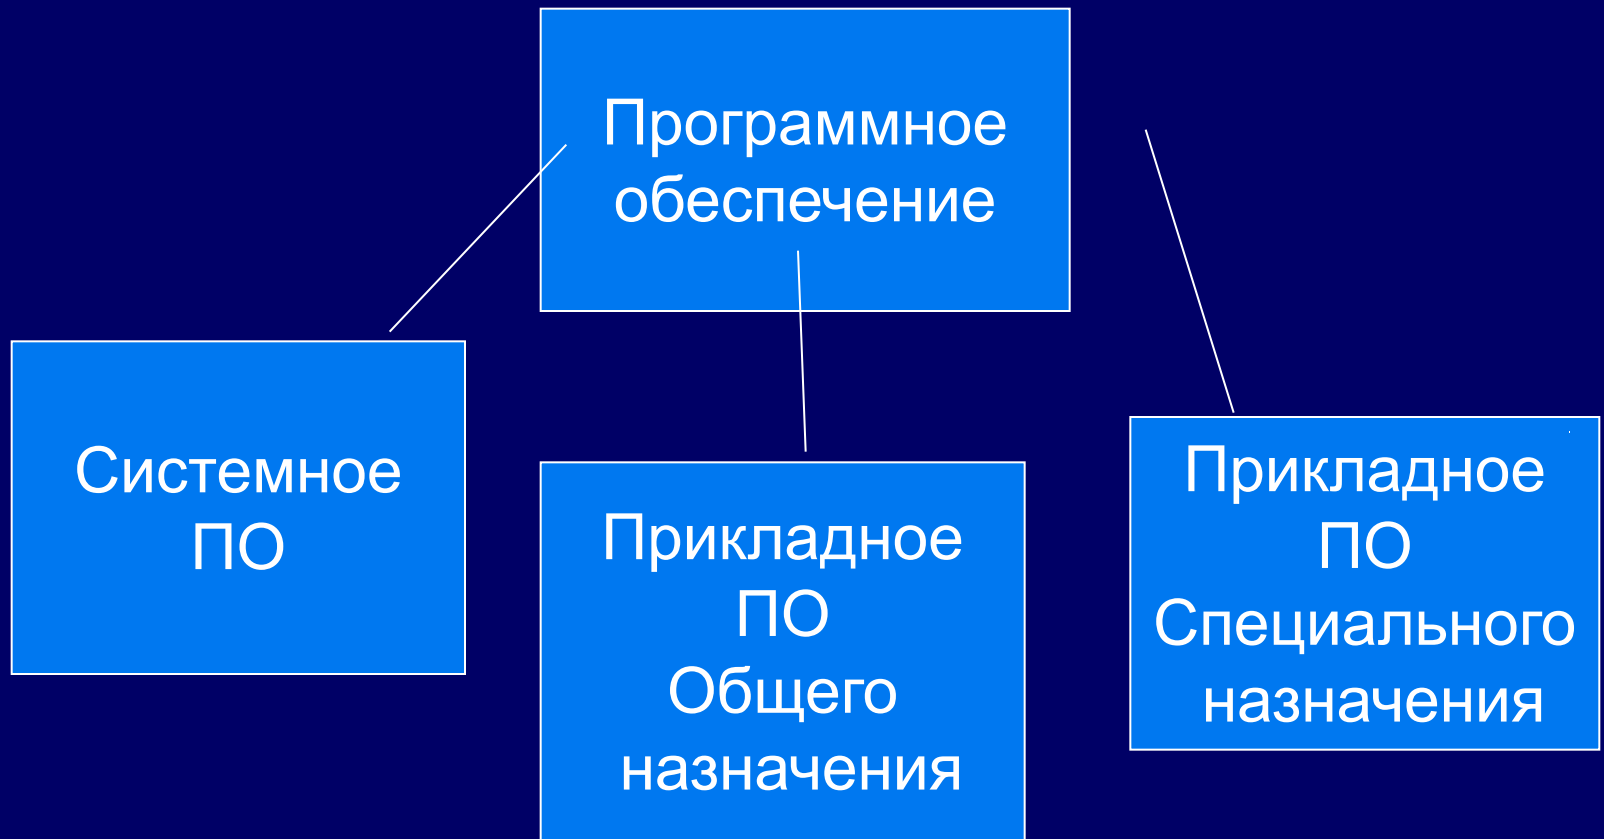 Программное
обеспечение
Системное
ПО
Прикладное
ПО
Общего
назначения
Прикладное
ПО
Специального
назначения